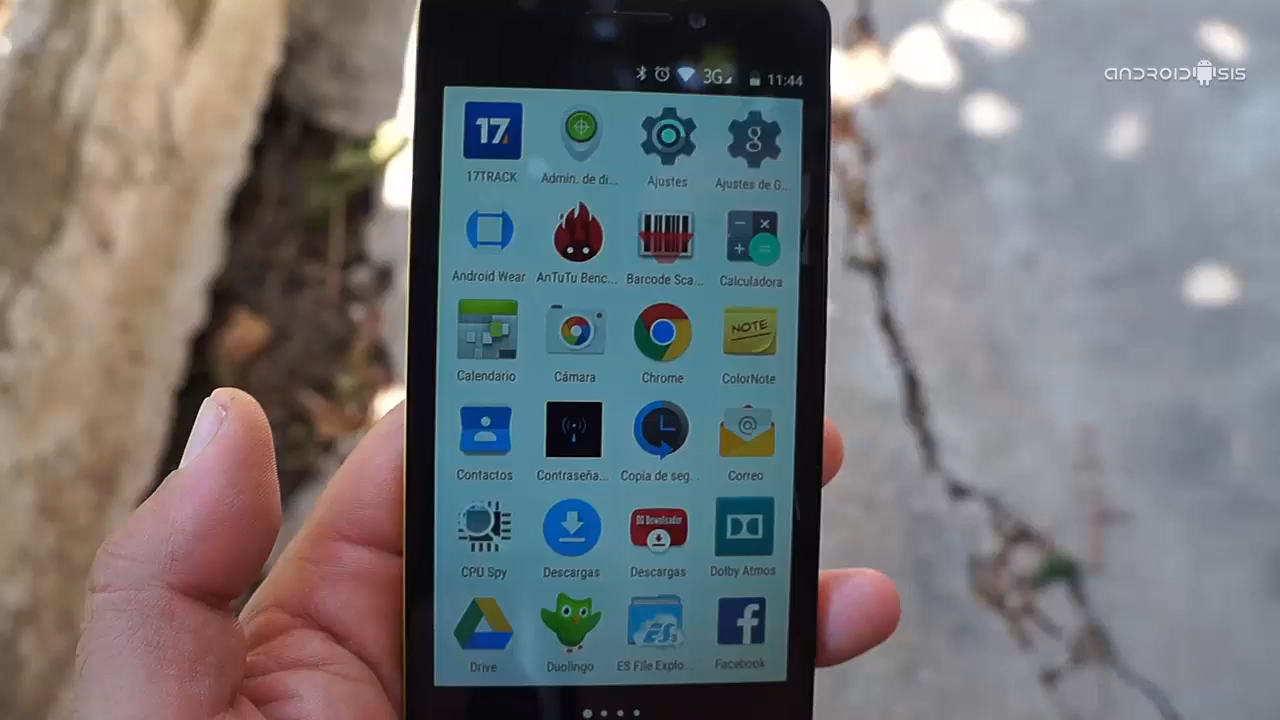 ANDROIDSIS
3G 11:44
17
g
17TRACK Admin. de di... Ajustes Ajustes de G...
Android Wear AnTuTu Benc... Barcode Sca... Calculadora
NOTE
Calendario Cámara Chrome ColorNote
@
Contactos Contraseña... Copia de seg... Correo
OG Downloader
CPU Spy Descargas Descargas Dolby Atmos
ES
f
Drive Duolingo ES File Explo... Facebook